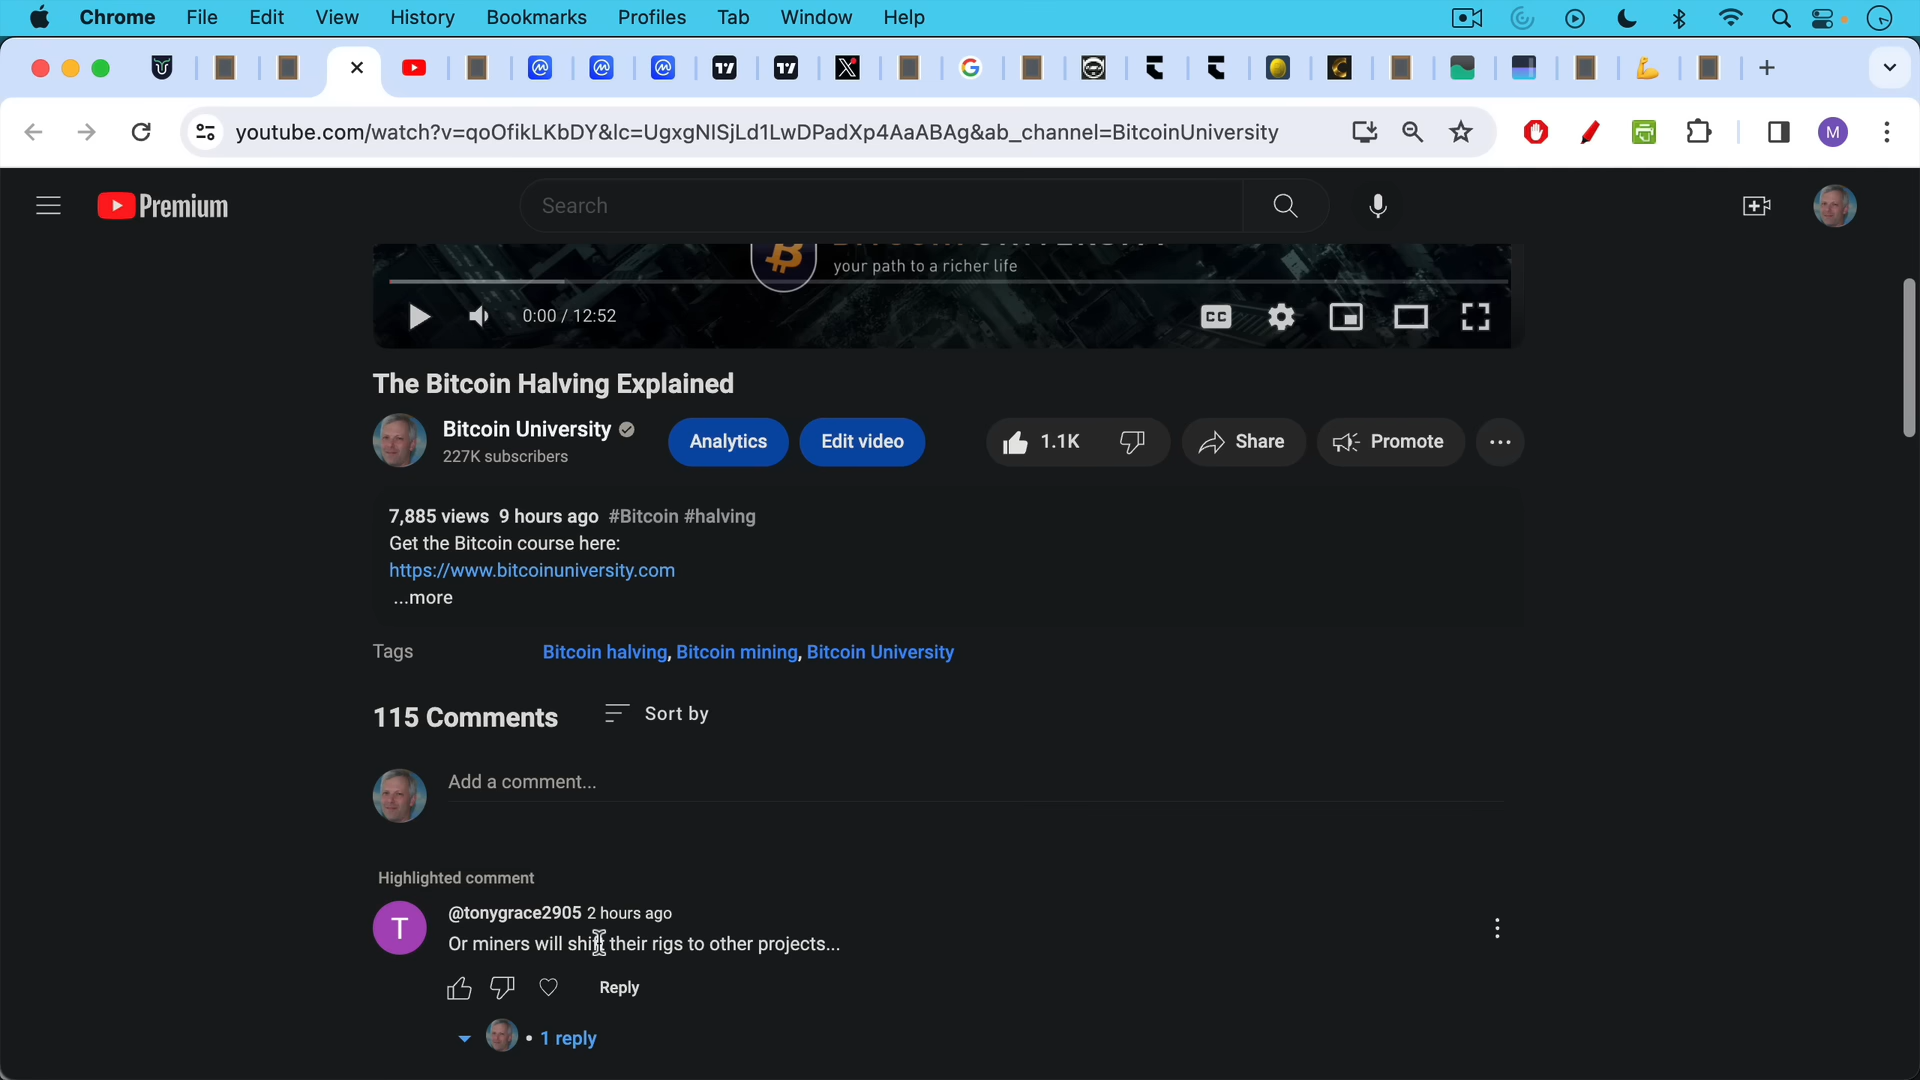 Chrome File Edit View History Bookmarks Profiles Tab Window Help
youtube.com/watch?v=qoOfikLKbDY&lc=UgxgNISjLd1LwDPadXp4AaABAg&ab_channel=BitcoinUniversity
M
Premium
Search
BITCOIN UNIVERSITY
your path to a richer life
0:00 / 12:52
CC
The Bitcoin Halving Explained
Bitcoin University
227K subscribers
Analytics
Edit video
1.1K
Share
Promote
7,885 views 9 hours ago #Bitcoin #halving
Get the Bitcoin course here:
https://www.bitcoinuniversity.com
...more
Tags
Bitcoin halving, Bitcoin mining, Bitcoin University
115 Comments
Sort by
Add a comment...
Highlighted comment
T
@tonygrace2905 2 hours ago
Or miners will shift their rigs to other projects...
Reply
• 1 reply